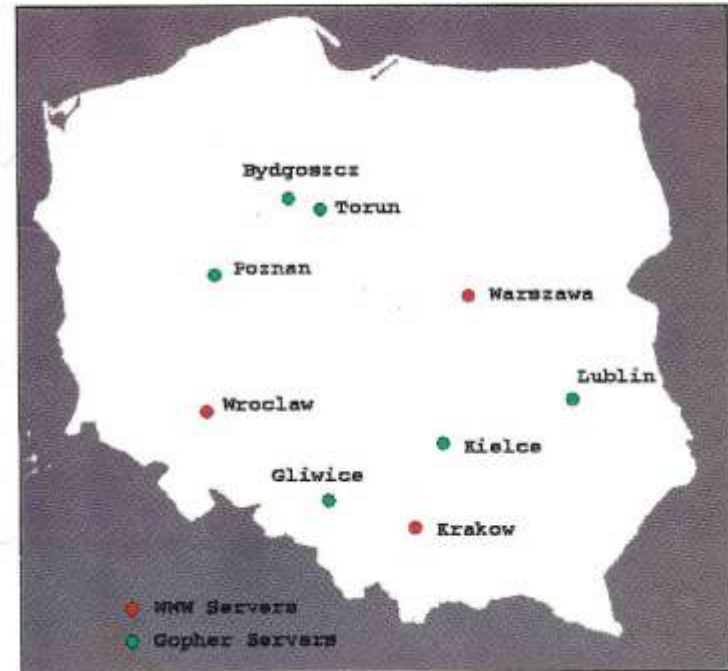 Bydgoszcz
Torun
Poznan
Warszawa
Lublin
Wroclaw
Kielce
Gliwice
Krakow
WWW Servers
Gopher Servers